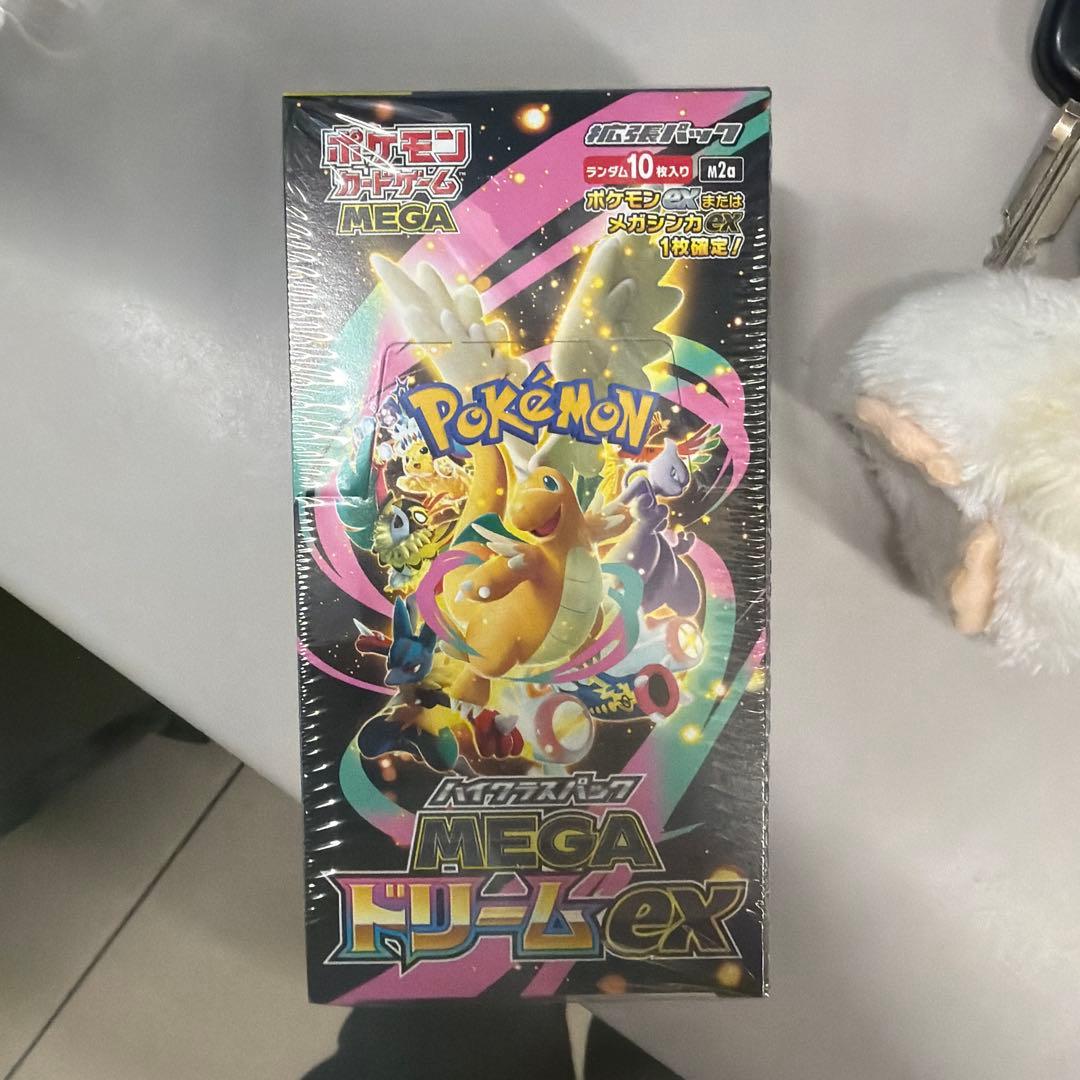 ポケモン
カードゲーム
MEGA
拡張パック
ランダム10枚入り M2a
ポケモンexまたは
メガシンカex
1枚確定!
POKéMON
ハイクラスパック
MEGA
ドリームex